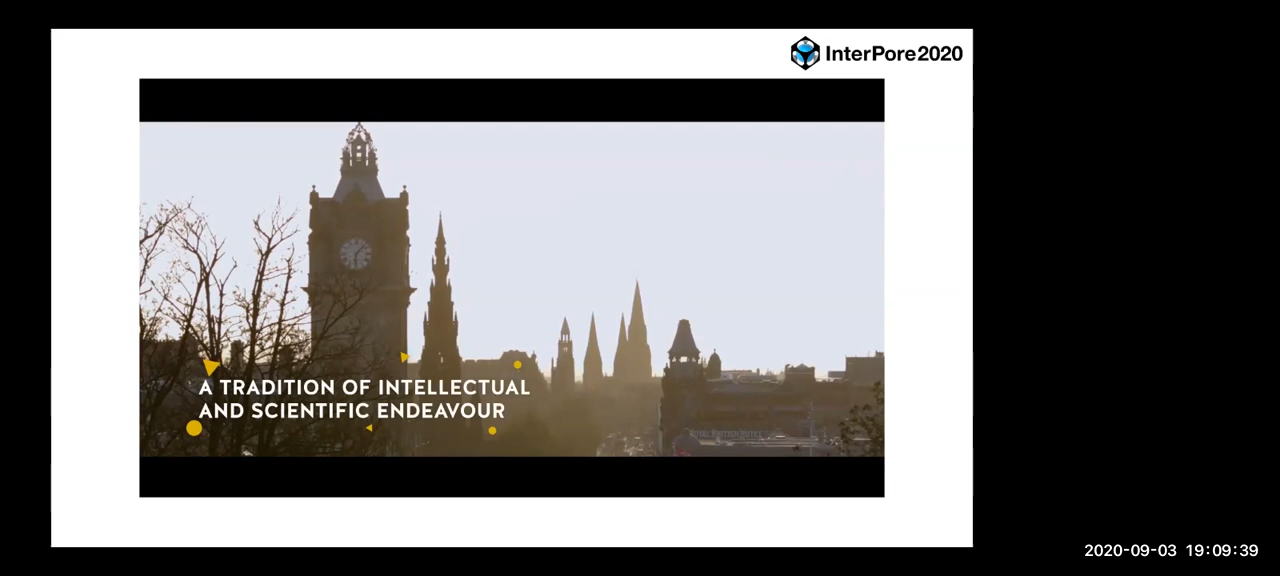 InterPore2020
A TRADITION OF INTELLECTUAL
AND SCIENTIFIC ENDEAVOUR
2020-09-03 19:09:39